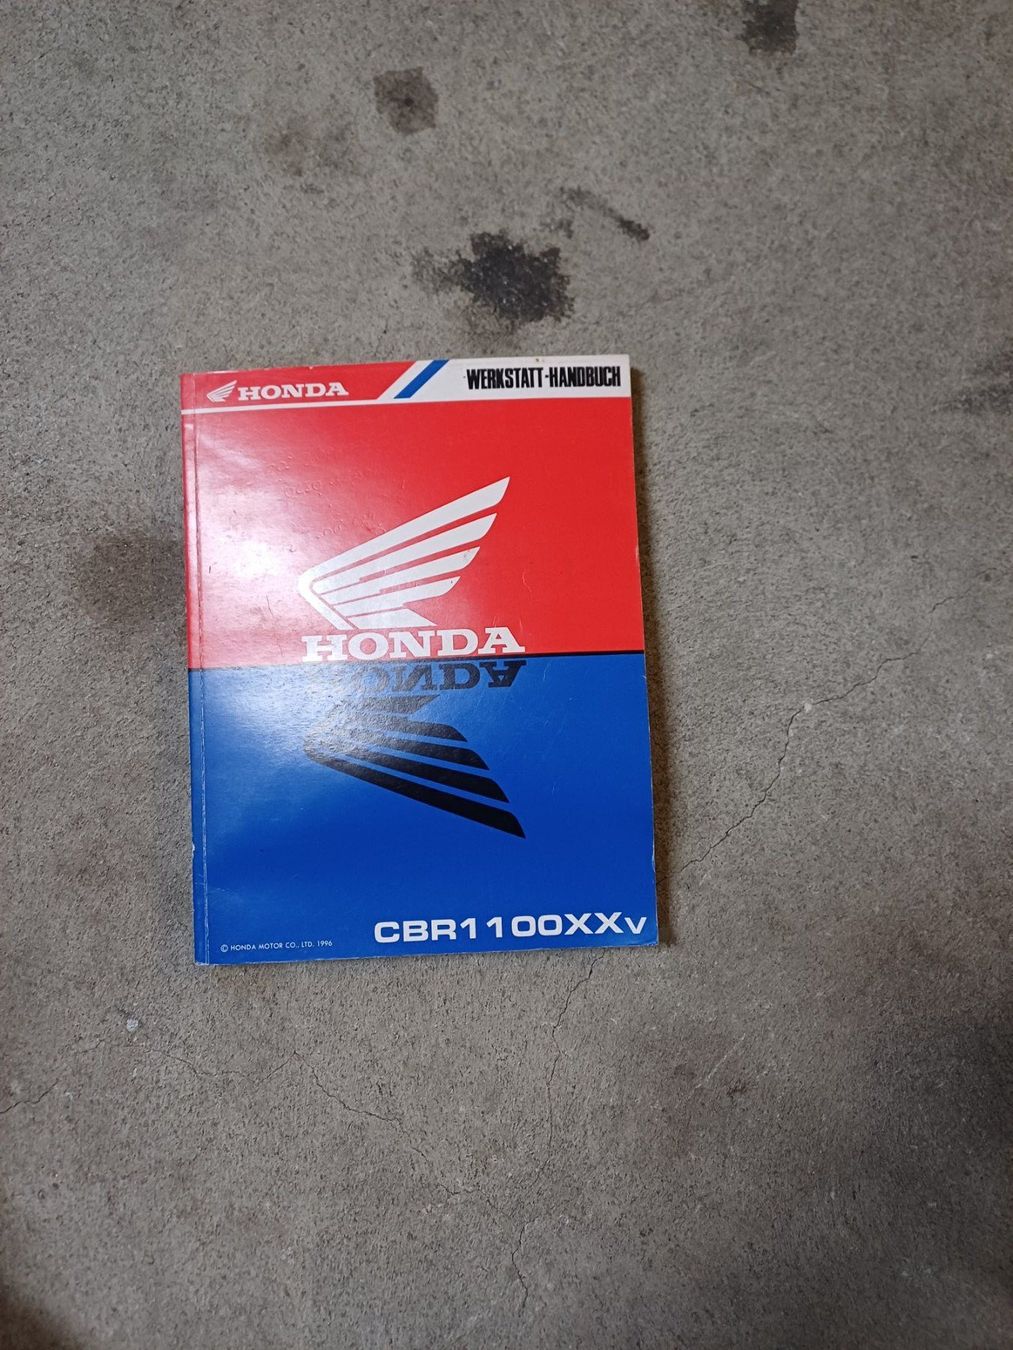 HONDA
WERKSTATT-HANDBUCH
HONDA
HONDA
CBR1100XXV
© HONDA MOTOR CO., LTD. 1996